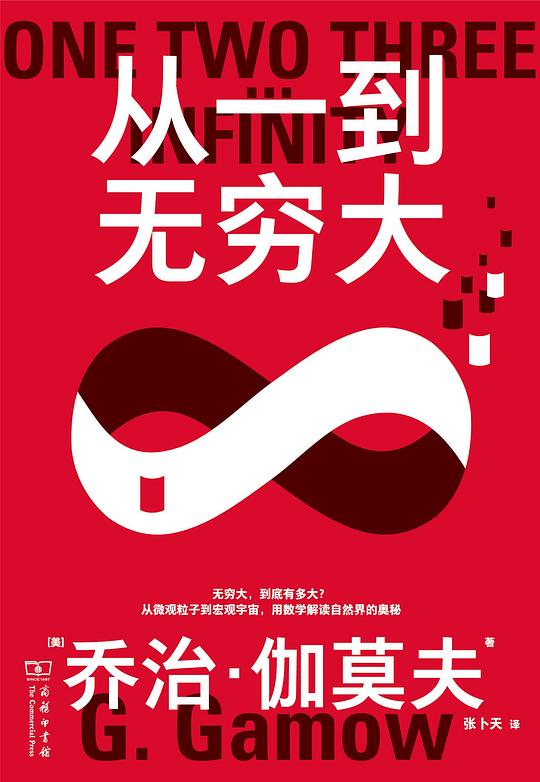 ONE TWO THREE
...
INFINITY
从一到
无穷大
无穷大，到底有多大？
从微观粒子到宏观宇宙，用数学解读自然界的奥秘
[美]
乔治·伽莫夫
著
G. Gamow
张卜天 译
SINCE1897
商務印書館
The Commercial Press